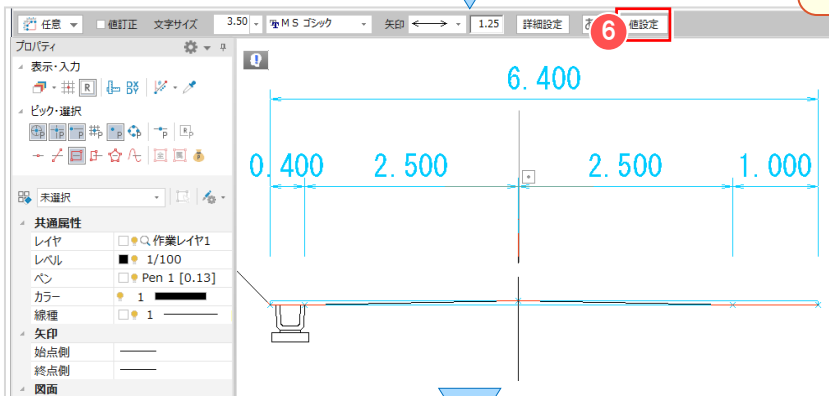 任意 値訂正 文字サイズ 3.50 MS ゴシック 矢印 1.25 詳細設定 値設定
6
プロパティ
表示・入力
R
ピック・選択
未選択
共通属性
レイヤ 作業レイヤ1
レベル 1/100
ペン Pen 1 [0.13]
カラー 1
線種 1
矢印
始点側
終点側
図面
6.400
0.400 2.500 2.500 1.000